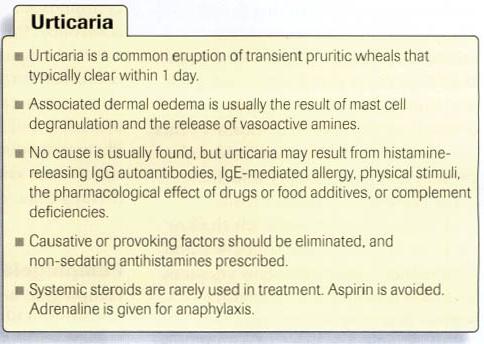 Urticaria
■ Urticaria is a common eruption of transient pruritic wheals that
typically clear within 1 day.
■ Associated dermal oedema is usually the result of mast cell
degranulation and the release of vasoactive amines.
■ No cause is usually found, but urticaria may result from histamine-
releasing IgG autoantibodies, IgE-mediated allergy, physical stimuli,
the pharmacological effect of drugs or food additives, or complement
deficiencies.
■ Causative or provoking factors should be eliminated, and
non-sedating antihistamines prescribed.
■ Systemic steroids are rarely used in treatment. Aspirin is avoided.
Adrenaline is given for anaphylaxis.